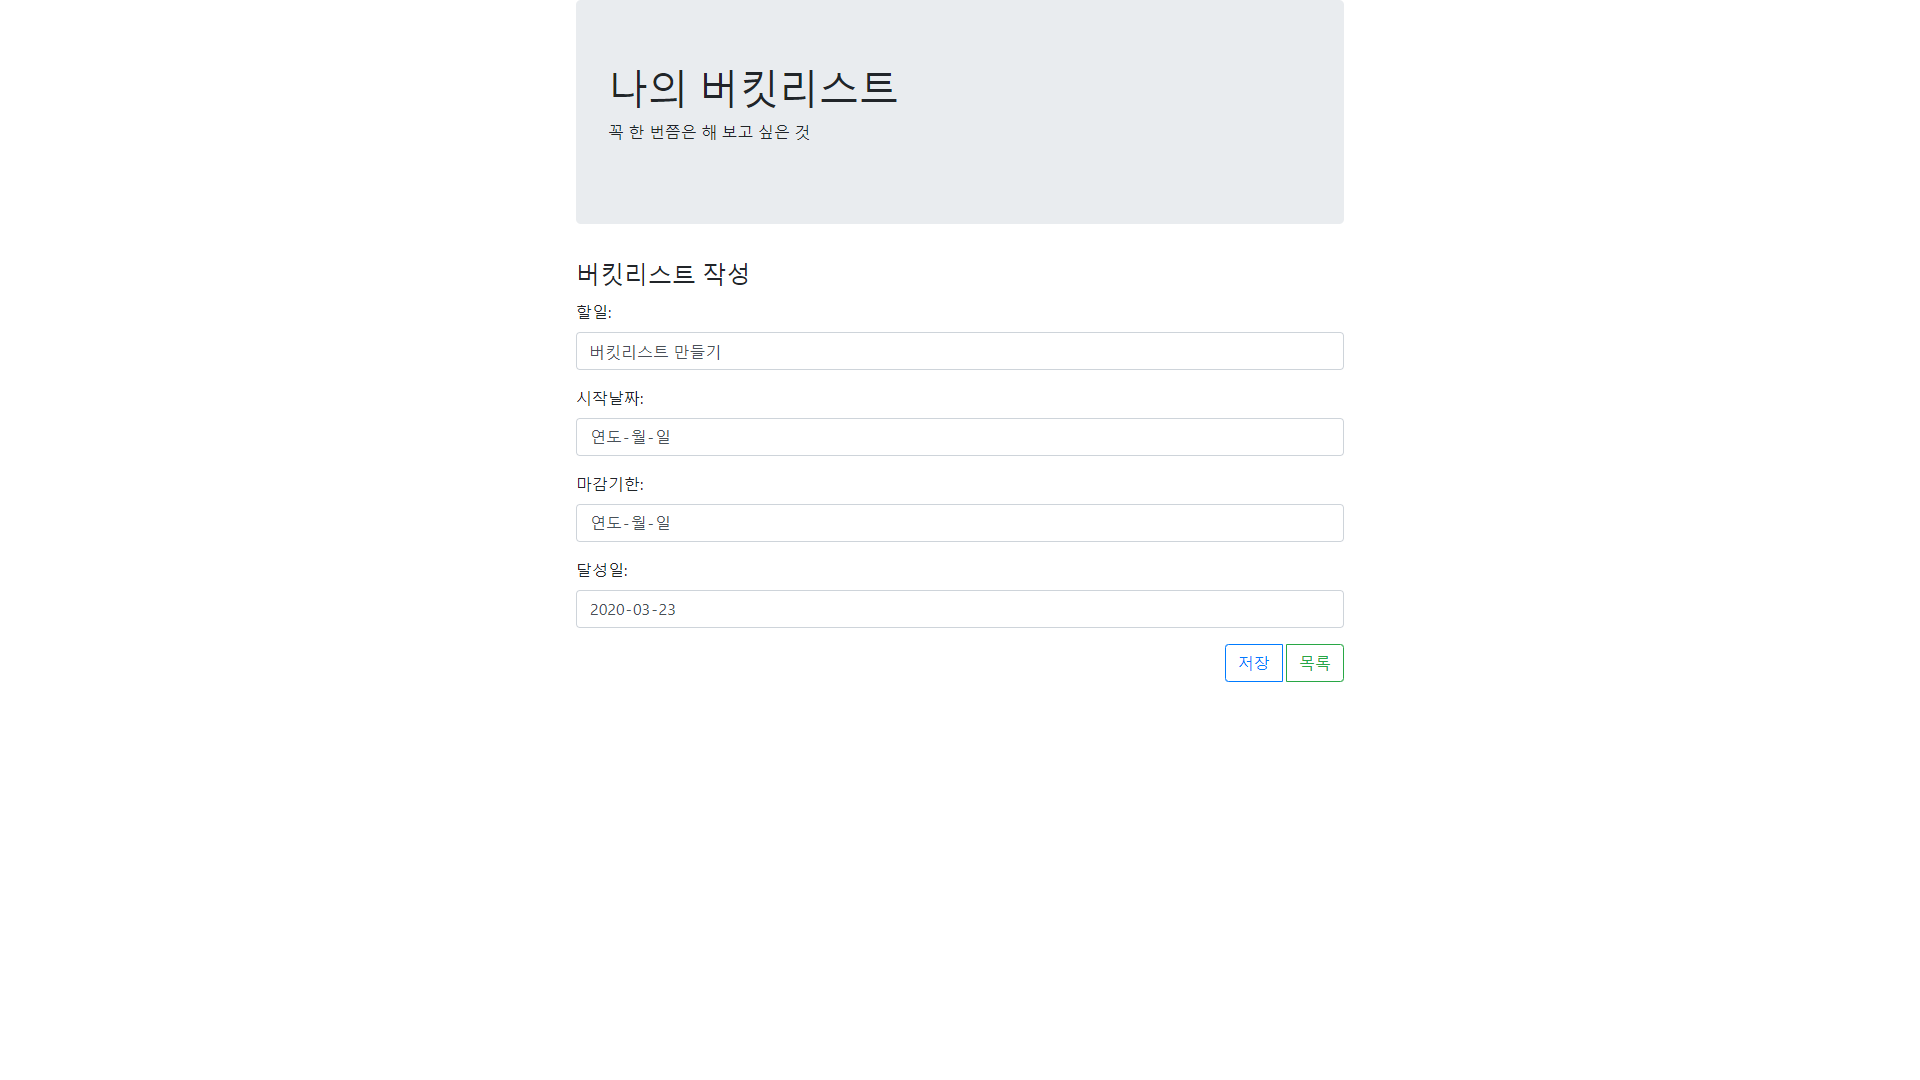 나의 버킷리스트
꼭 한 번쯤은 해 보고 싶은 것
버킷리스트 작성
할일:
버킷리스트 만들기
시작날짜:
연도-월-일
마감기한:
연도-월-일
달성일:
2020-03-23
저장 목록